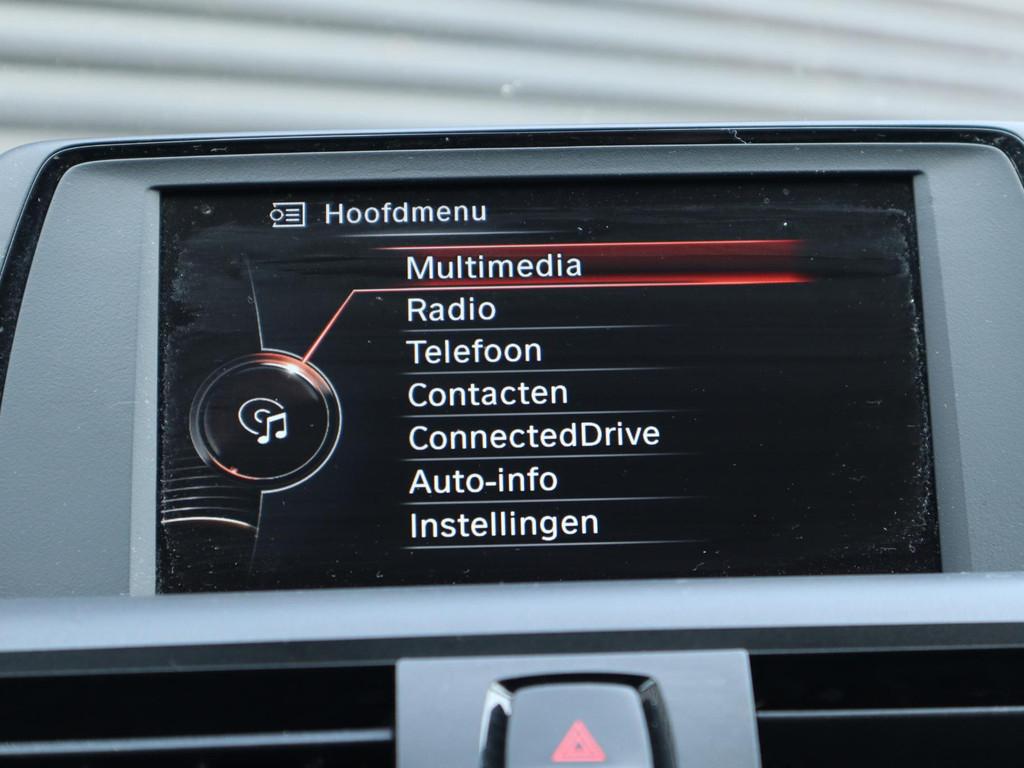 Hoofdmenu
Multimedia
Radio
Telefoon
Contacten
ConnectedDrive
Auto-info
Instellingen